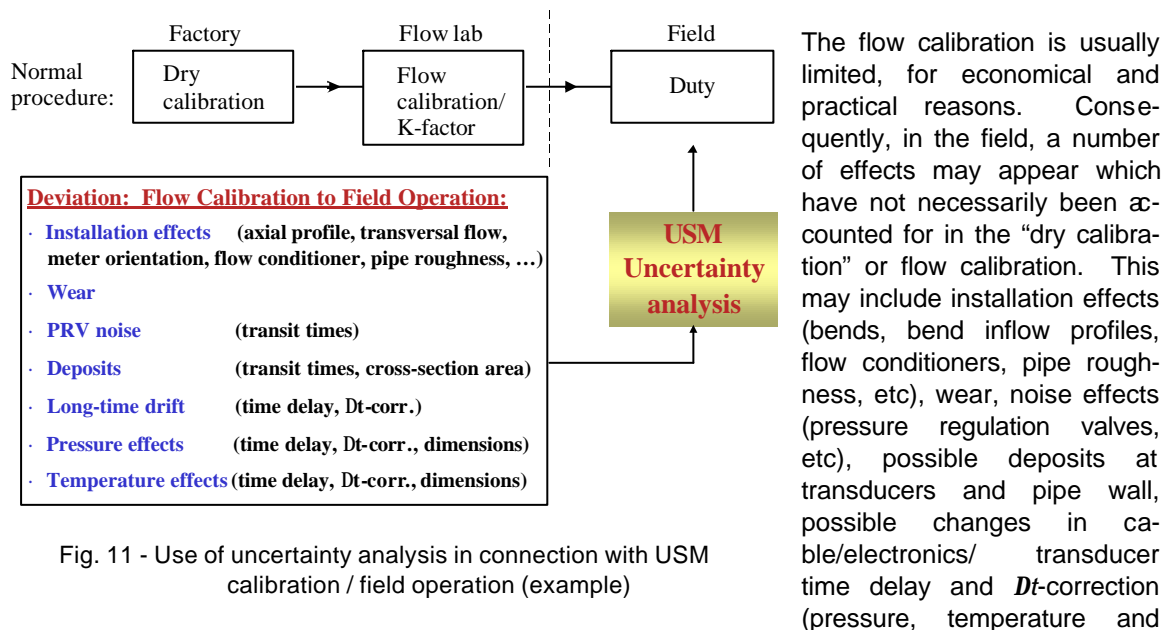 Factory
Flow lab
Field
Normal
procedure:
Dry
calibration
Flow
calibration/
K-factor
Duty
Deviation: Flow Calibration to Field Operation:
· Installation effects (axial profile, transversal flow,
meter orientation, flow conditioner, pipe roughness, …)
· Wear
· PRV noise (transit times)
· Deposits (transit times, cross-section area)
· Long-time drift (time delay, Dt-corr.)
· Pressure effects (time delay, Dt-corr., dimensions)
· Temperature effects (time delay, Dt-corr., dimensions)
USM
Uncertainty
analysis
Fig. 11 - Use of uncertainty analysis in connection with USM
calibration / field operation (example)
The flow calibration is usually
limited, for economical and
practical reasons. Conse-
quently, in the field, a number
of effects may appear which
have not necessarily been ac-
counted for in the “dry calibra-
tion” or flow calibration. This
may include installation effects
(bends, bend inflow profiles,
flow conditioners, pipe rough-
ness, etc), wear, noise effects
(pressure regulation valves,
etc), possible deposits at
transducers and pipe wall,
possible changes in ca-
ble/electronics/ transducer
time delay and Dt-correction
(pressure, temperature and